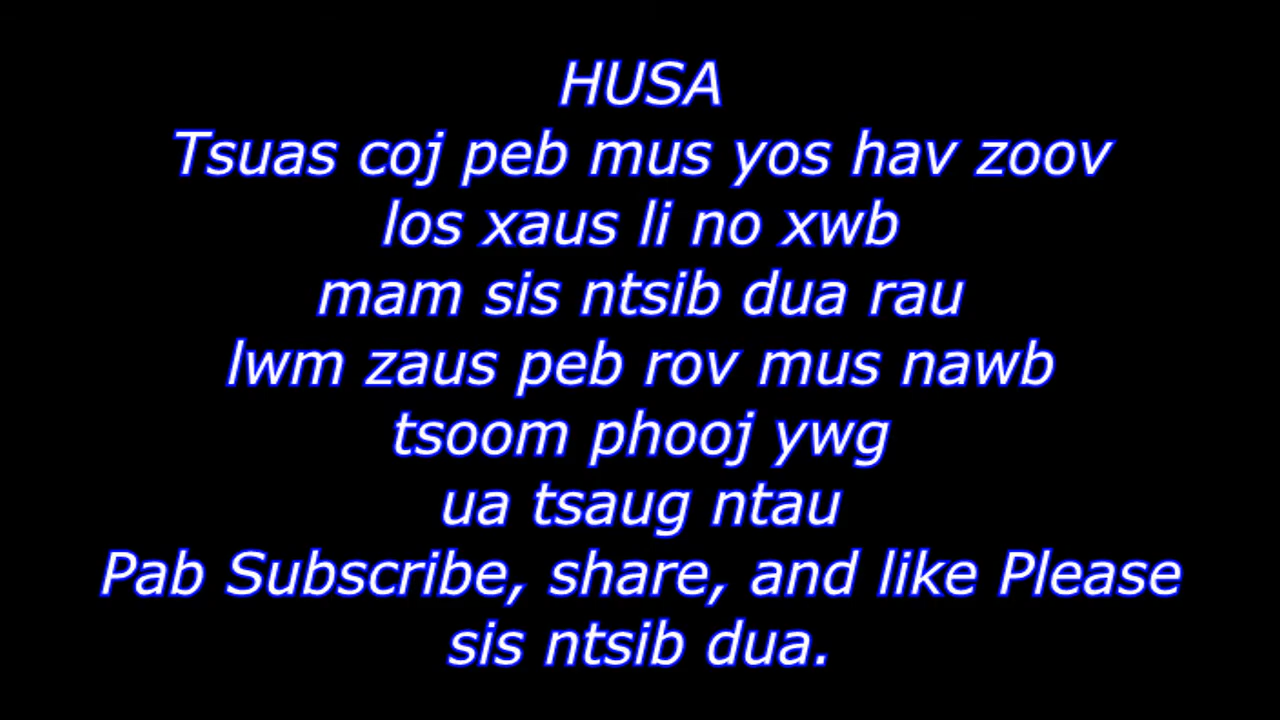 HUSA
Tsuas coj peb mus yos hav zoov
los xaus li no xwb
mam sis ntsib dua rau
lwm zaus peb rov mus nawb
tsoom phooj ywg
ua tsaug ntau
Pab Subscribe, share, and like Please
sis ntsib dua.